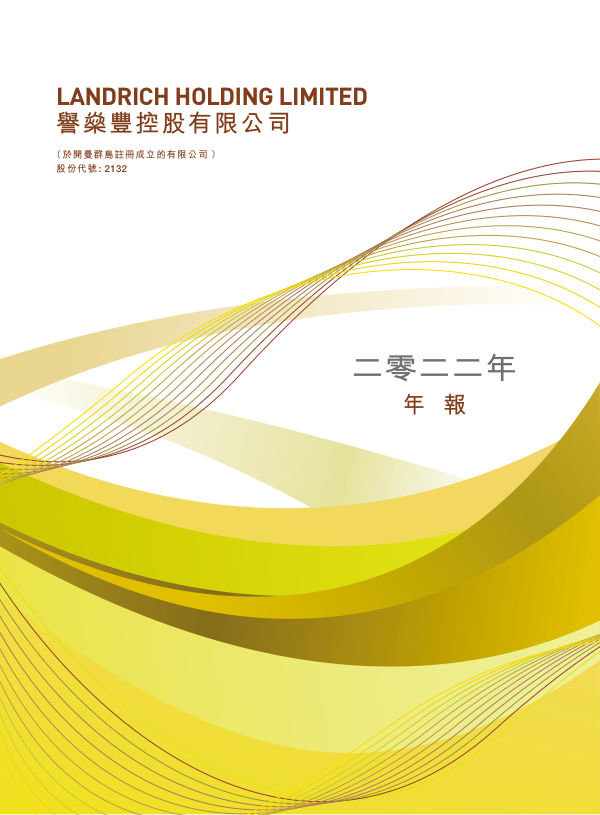 LANDRICH HOLDING LIMITED
譽燊豐控股有限公司
（於開曼群島註冊成立的有限公司）
股份代號: 2132
二零二二年
年 報